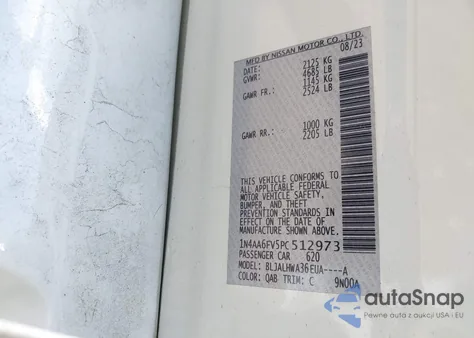 MFD BY NISSAN MOTOR CO., LTD.
DATE: 08/23
GVWR: 2125 KG
4685 LB
GAWR FR.: 1145 KG
2524 LB
GAWR RR.: 1000 KG
2205 LB
THIS VEHICLE CONFORMS TO
ALL APPLICABLE FEDERAL
MOTOR VEHICLE SAFETY,
BUMPER, AND THEFT
PREVENTION STANDARDS IN
EFFECT ON THE DATE OF
MANUFACTURE SHOWN ABOVE.
1N4AA6FV5PC512973
PASSENGER CAR 620
MODEL: BL3ALHWA36EUA----A
COLOR: QAB TRIM: C 9N00A
autoSnap
Pewne auta z aukcji USA i EU